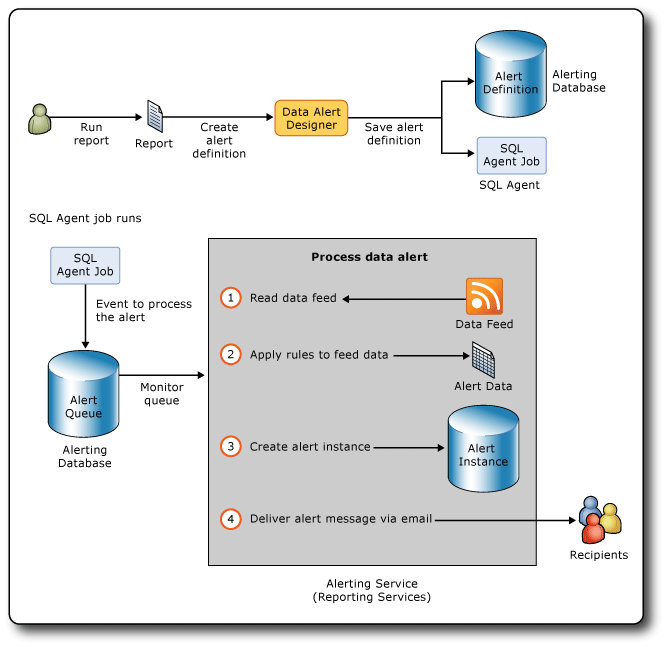 Run
report
Report
Create
alert
definition
Data Alert
Designer
Save alert
definition
Alert
Definition
Alerting
Database
SQL
Agent Job
SQL Agent
SQL Agent job runs
SQL
Agent Job
Event to process
the alert
Alert
Queue
Alerting
Database
Monitor
queue
Process data alert
1 Read data feed
Data Feed
2 Apply rules to feed data
Alert Data
3 Create alert instance
Alert
Instance
4 Deliver alert message via email
Recipients
Alerting Service
(Reporting Services)